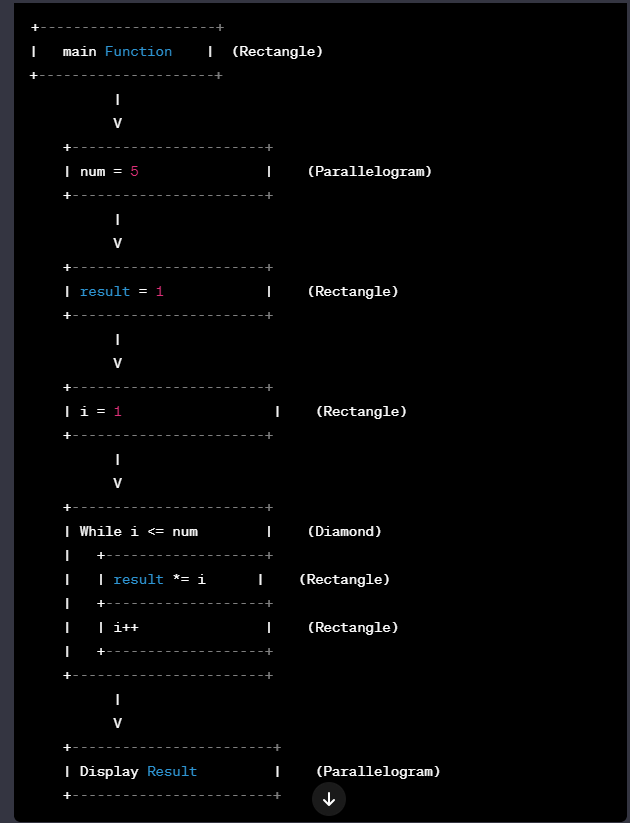 +---------------------+
|   main Function    |  (Rectangle)
+---------------------+
          |
          V
    +-----------------------+
    | num = 5               |    (Parallelogram)
    +-----------------------+
          |
          V
    +-----------------------+
    | result = 1            |    (Rectangle)
    +-----------------------+
          |
          V
    +-----------------------+
    | i = 1                  |    (Rectangle)
    +-----------------------+
          |
          V
    +-----------------------+
    | While i <= num        |    (Diamond)
    |   +-------------------+
    |   | result *= i      |    (Rectangle)
    |   +-------------------+
    |   | i++               |    (Rectangle)
    |   +-------------------+
    +-----------------------+
          |
          V
    +------------------------+
    | Display Result         |    (Parallelogram)
    +------------------------+